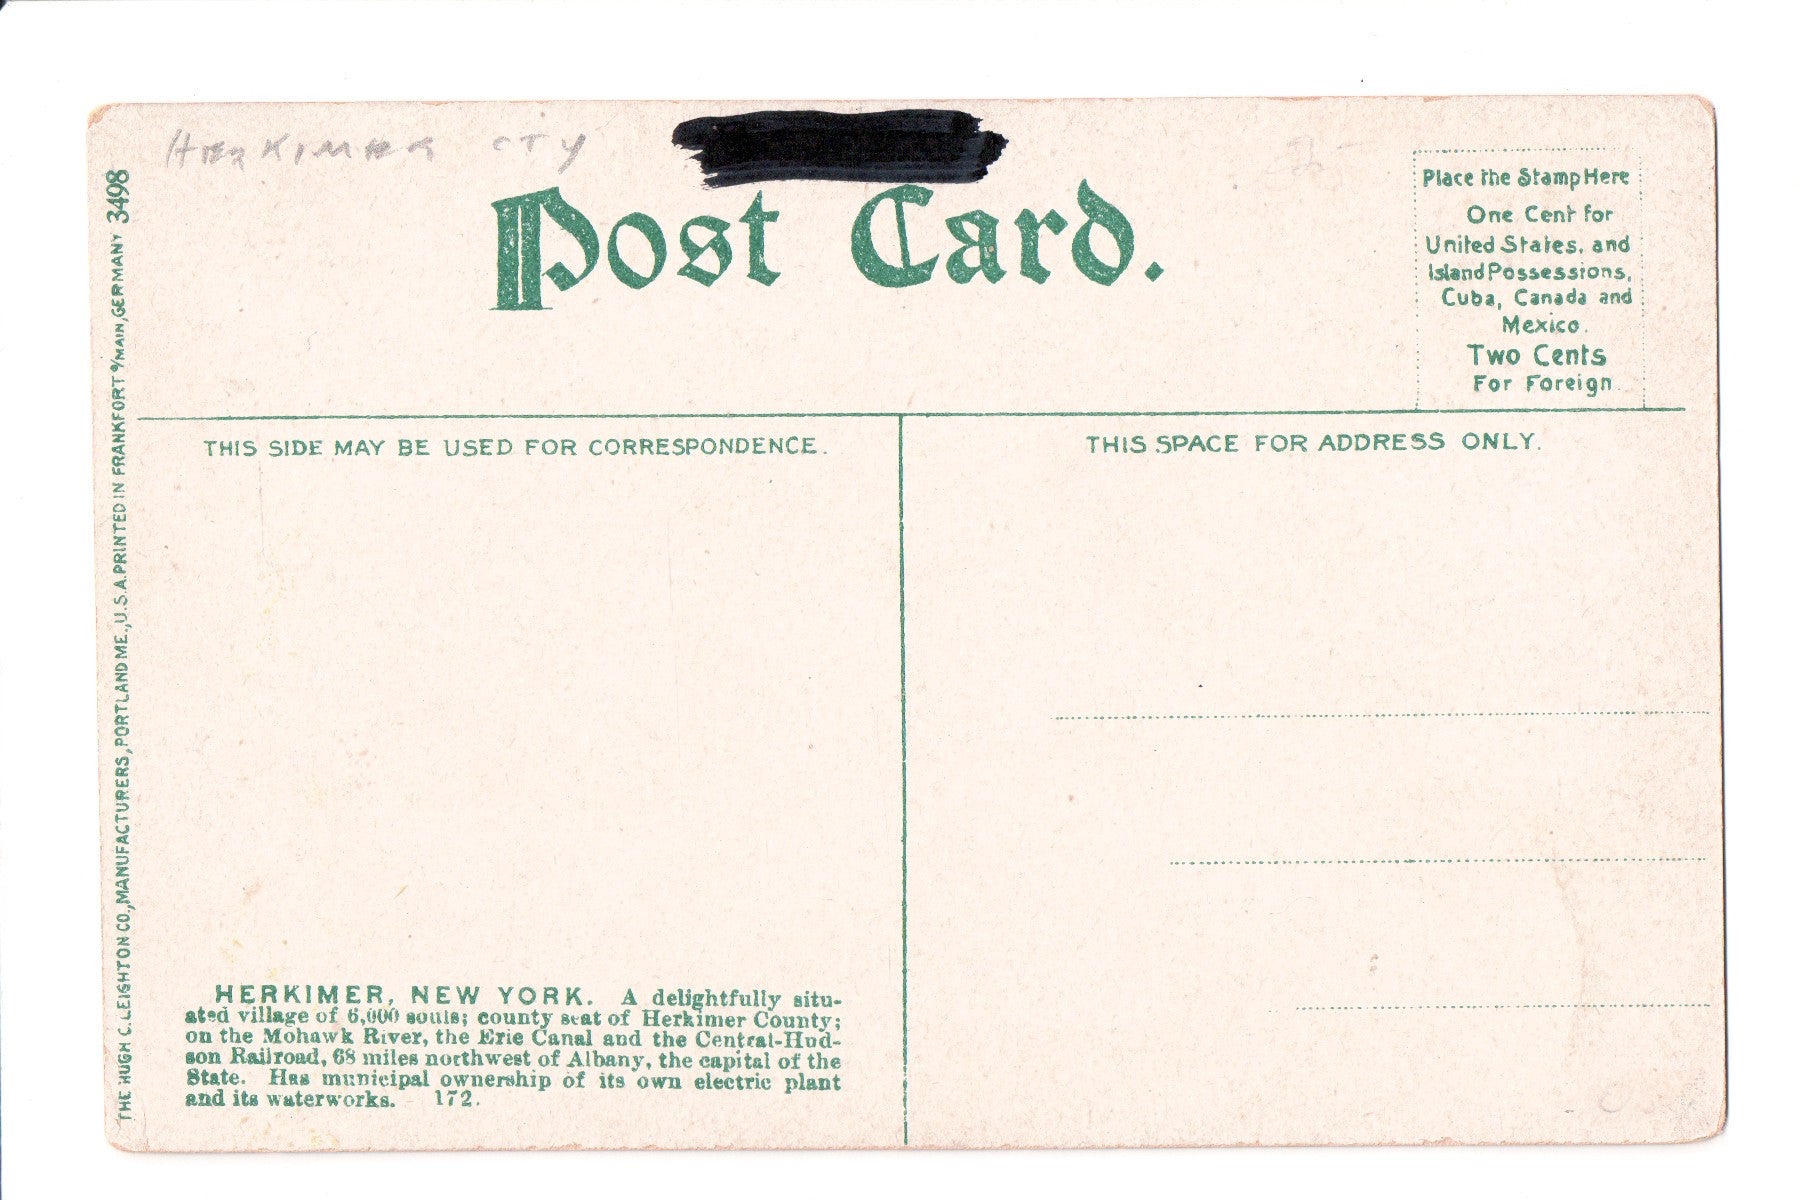 HERKIMER CTY
Post Card.
Place the Stamp Here
One Cent for
United States, and
Island Possessions,
Cuba, Canada and
Mexico.
Two Cents
For Foreign
THIS SIDE MAY BE USED FOR CORRESPONDENCE.
THIS SPACE FOR ADDRESS ONLY.
THE HUGH C. LEIGHTON CO., MANUFACTURERS, PORTLAND ME., U.S.A. PRINTED IN FRANKFORT o/MAIN, GERMANY 3498
HERKIMER, NEW YORK. A delightfully situ-
ated village of 6,000 souls; county seat of Herkimer County;
on the Mohawk River, the Erie Canal and the Central-Hud-
son Railroad, 68 miles northwest of Albany, the capital of the
State. Has municipal ownership of its own electric plant
and its waterworks. 172.